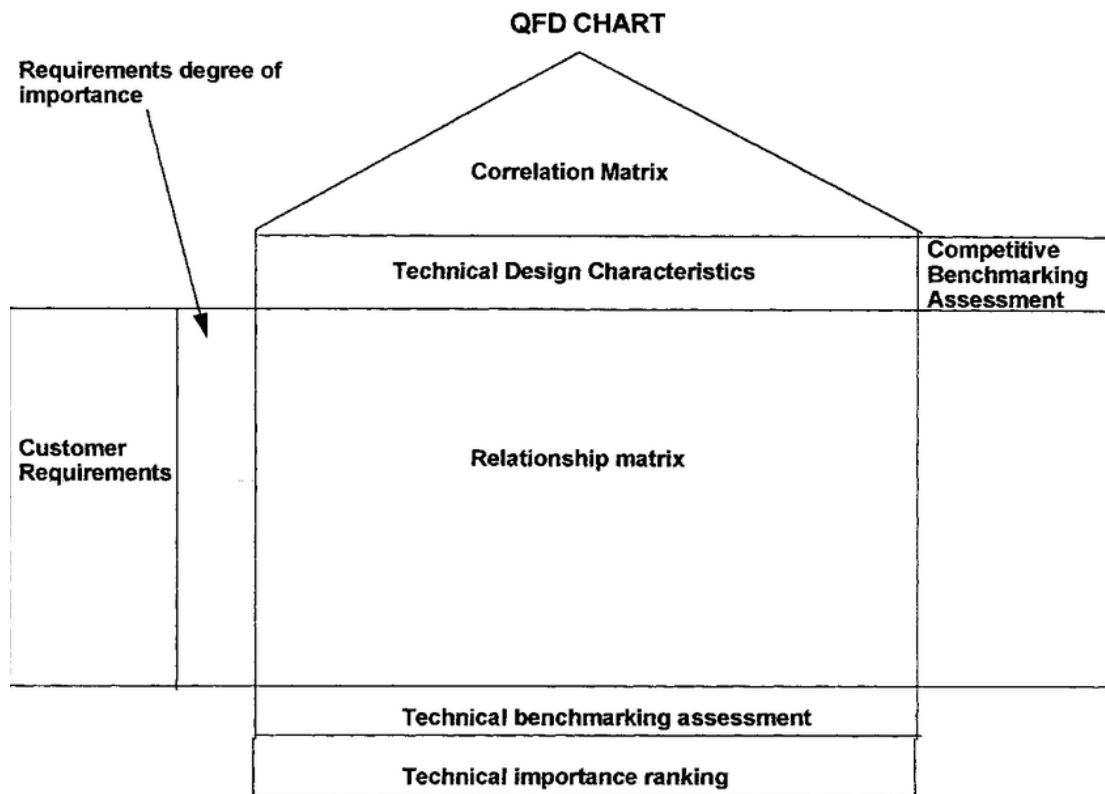 QFD CHART
Requirements degree of
importance
Correlation Matrix
Technical Design Characteristics
Competitive
Benchmarking
Assessment
Customer
Requirements
Relationship matrix
Technical benchmarking assessment
Technical importance ranking